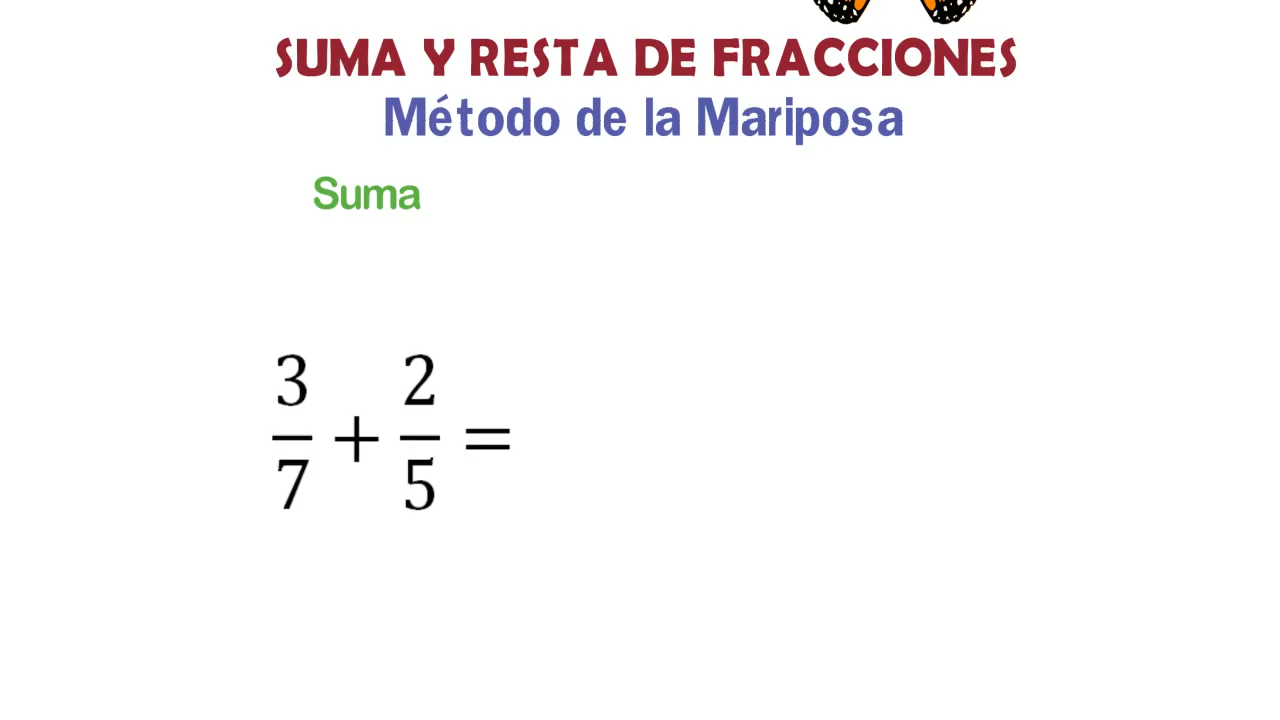 SUMA Y RESTA DE FRACCIONES
Método de la Mariposa
Suma
3/7 + 2/5 =